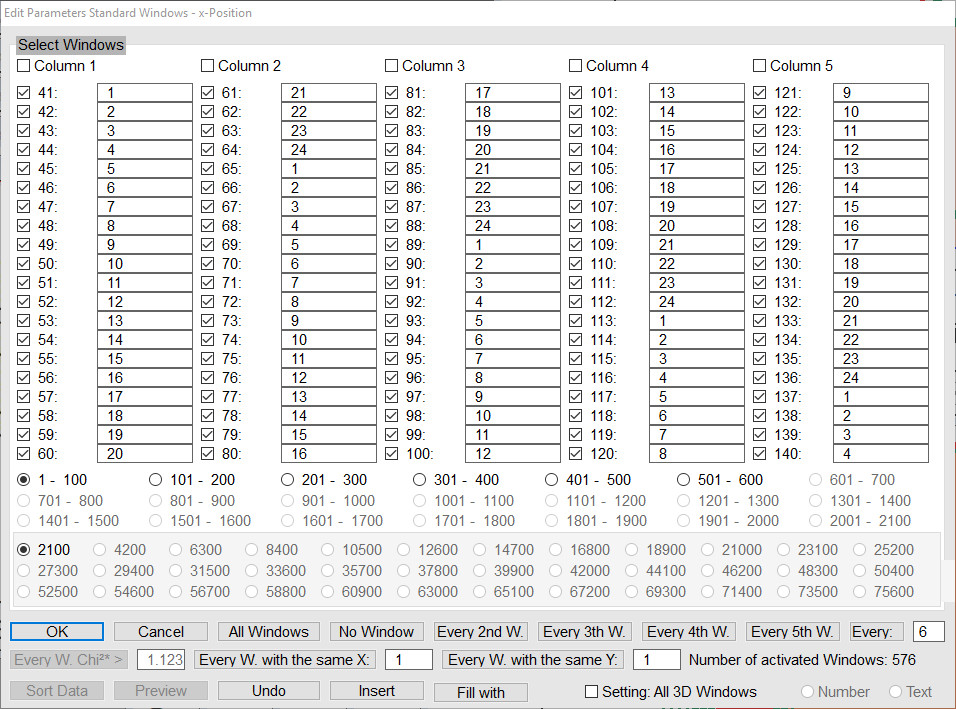 Edit Parameters Standard Windows - x-Position
Select Windows
Column 1 Column 2 Column 3 Column 4 Column 5
41: 1 61: 21 81: 17 101: 13 121: 9
42: 2 62: 22 82: 18 102: 14 122: 10
43: 3 63: 23 83: 19 103: 15 123: 11
44: 4 64: 24 84: 20 104: 16 124: 12
45: 5 65: 1 85: 21 105: 17 125: 13
46: 6 66: 2 86: 22 106: 18 126: 14
47: 7 67: 3 87: 23 107: 19 127: 15
48: 8 68: 4 88: 24 108: 20 128: 16
49: 9 69: 5 89: 1 109: 21 129: 17
50: 10 70: 6 90: 2 110: 22 130: 18
51: 11 71: 7 91: 3 111: 23 131: 19
52: 12 72: 8 92: 4 112: 24 132: 20
53: 13 73: 9 93: 5 113: 1 133: 21
54: 14 74: 10 94: 6 114: 2 134: 22
55: 15 75: 11 95: 7 115: 3 135: 23
56: 16 76: 12 96: 8 116: 4 136: 24
57: 17 77: 13 97: 9 117: 5 137: 1
58: 18 78: 14 98: 10 118: 6 138: 2
59: 19 79: 15 99: 11 119: 7 139: 3
60: 20 80: 16 100: 12 120: 8 140: 4
1 - 100 101 - 200 201 - 300 301 - 400 401 - 500 501 - 600 601 - 700
701 - 800 801 - 900 901 - 1000 1001 - 1100 1101 - 1200 1201 - 1300 1301 - 1400
1401 - 1500 1501 - 1600 1601 - 1700 1701 - 1800 1801 - 1900 1901 - 2000 2001 - 2100
2100 4200 6300 8400 10500 12600 14700 16800 18900 21000 23100 25200
27300 29400 31500 33600 35700 37800 39900 42000 44100 46200 48300 50400
52500 54600 56700 58800 60900 63000 65100 67200 69300 71400 73500 75600
OK Cancel All Windows No Window Every 2nd W. Every 3th W. Every 4th W. Every 5th W. Every: 6
Every W. Chi²* > 1.123 Every W. with the same X: 1 Every W. with the same Y: 1 Number of activated Windows: 576
Sort Data Preview Undo Insert Fill with Setting: All 3D Windows Number Text